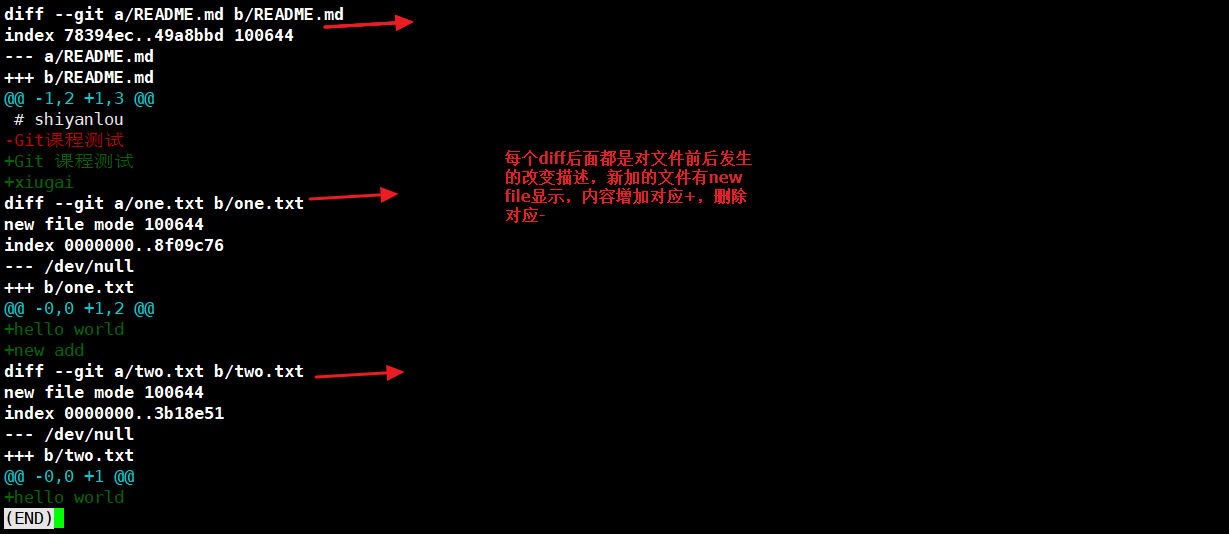 diff --git a/README.md b/README.md
index 78394ec..49a8bbd 100644
--- a/README.md
+++ b/README.md
@@ -1,2 +1,3 @@
 # shiyanlou
-Git课程测试
+Git 课程测试
+xiugai
diff --git a/one.txt b/one.txt
new file mode 100644
index 0000000..8f09c76
--- /dev/null
+++ b/one.txt
@@ -0,0 +1,2 @@
+hello world
+new add
diff --git a/two.txt b/two.txt
new file mode 100644
index 0000000..3b18e51
--- /dev/null
+++ b/two.txt
@@ -0,0 +1 @@
+hello world
(END)
每个diff后面都是对文件前后发生
的改变描述，新加的文件有new
file显示，内容增加对应+，删除
对应-